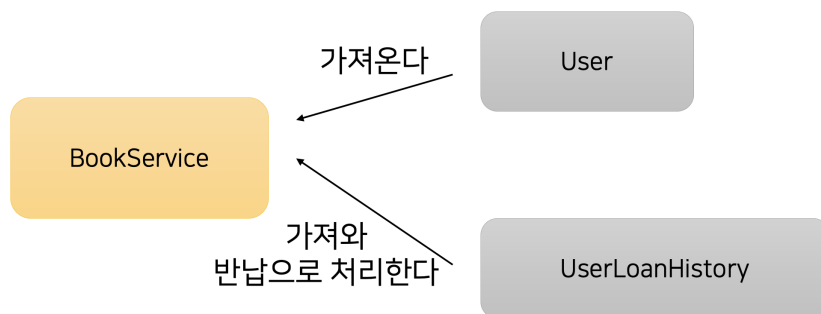 가져온다
User
BookService
가져와
반납으로 처리한다
UserLoanHistory